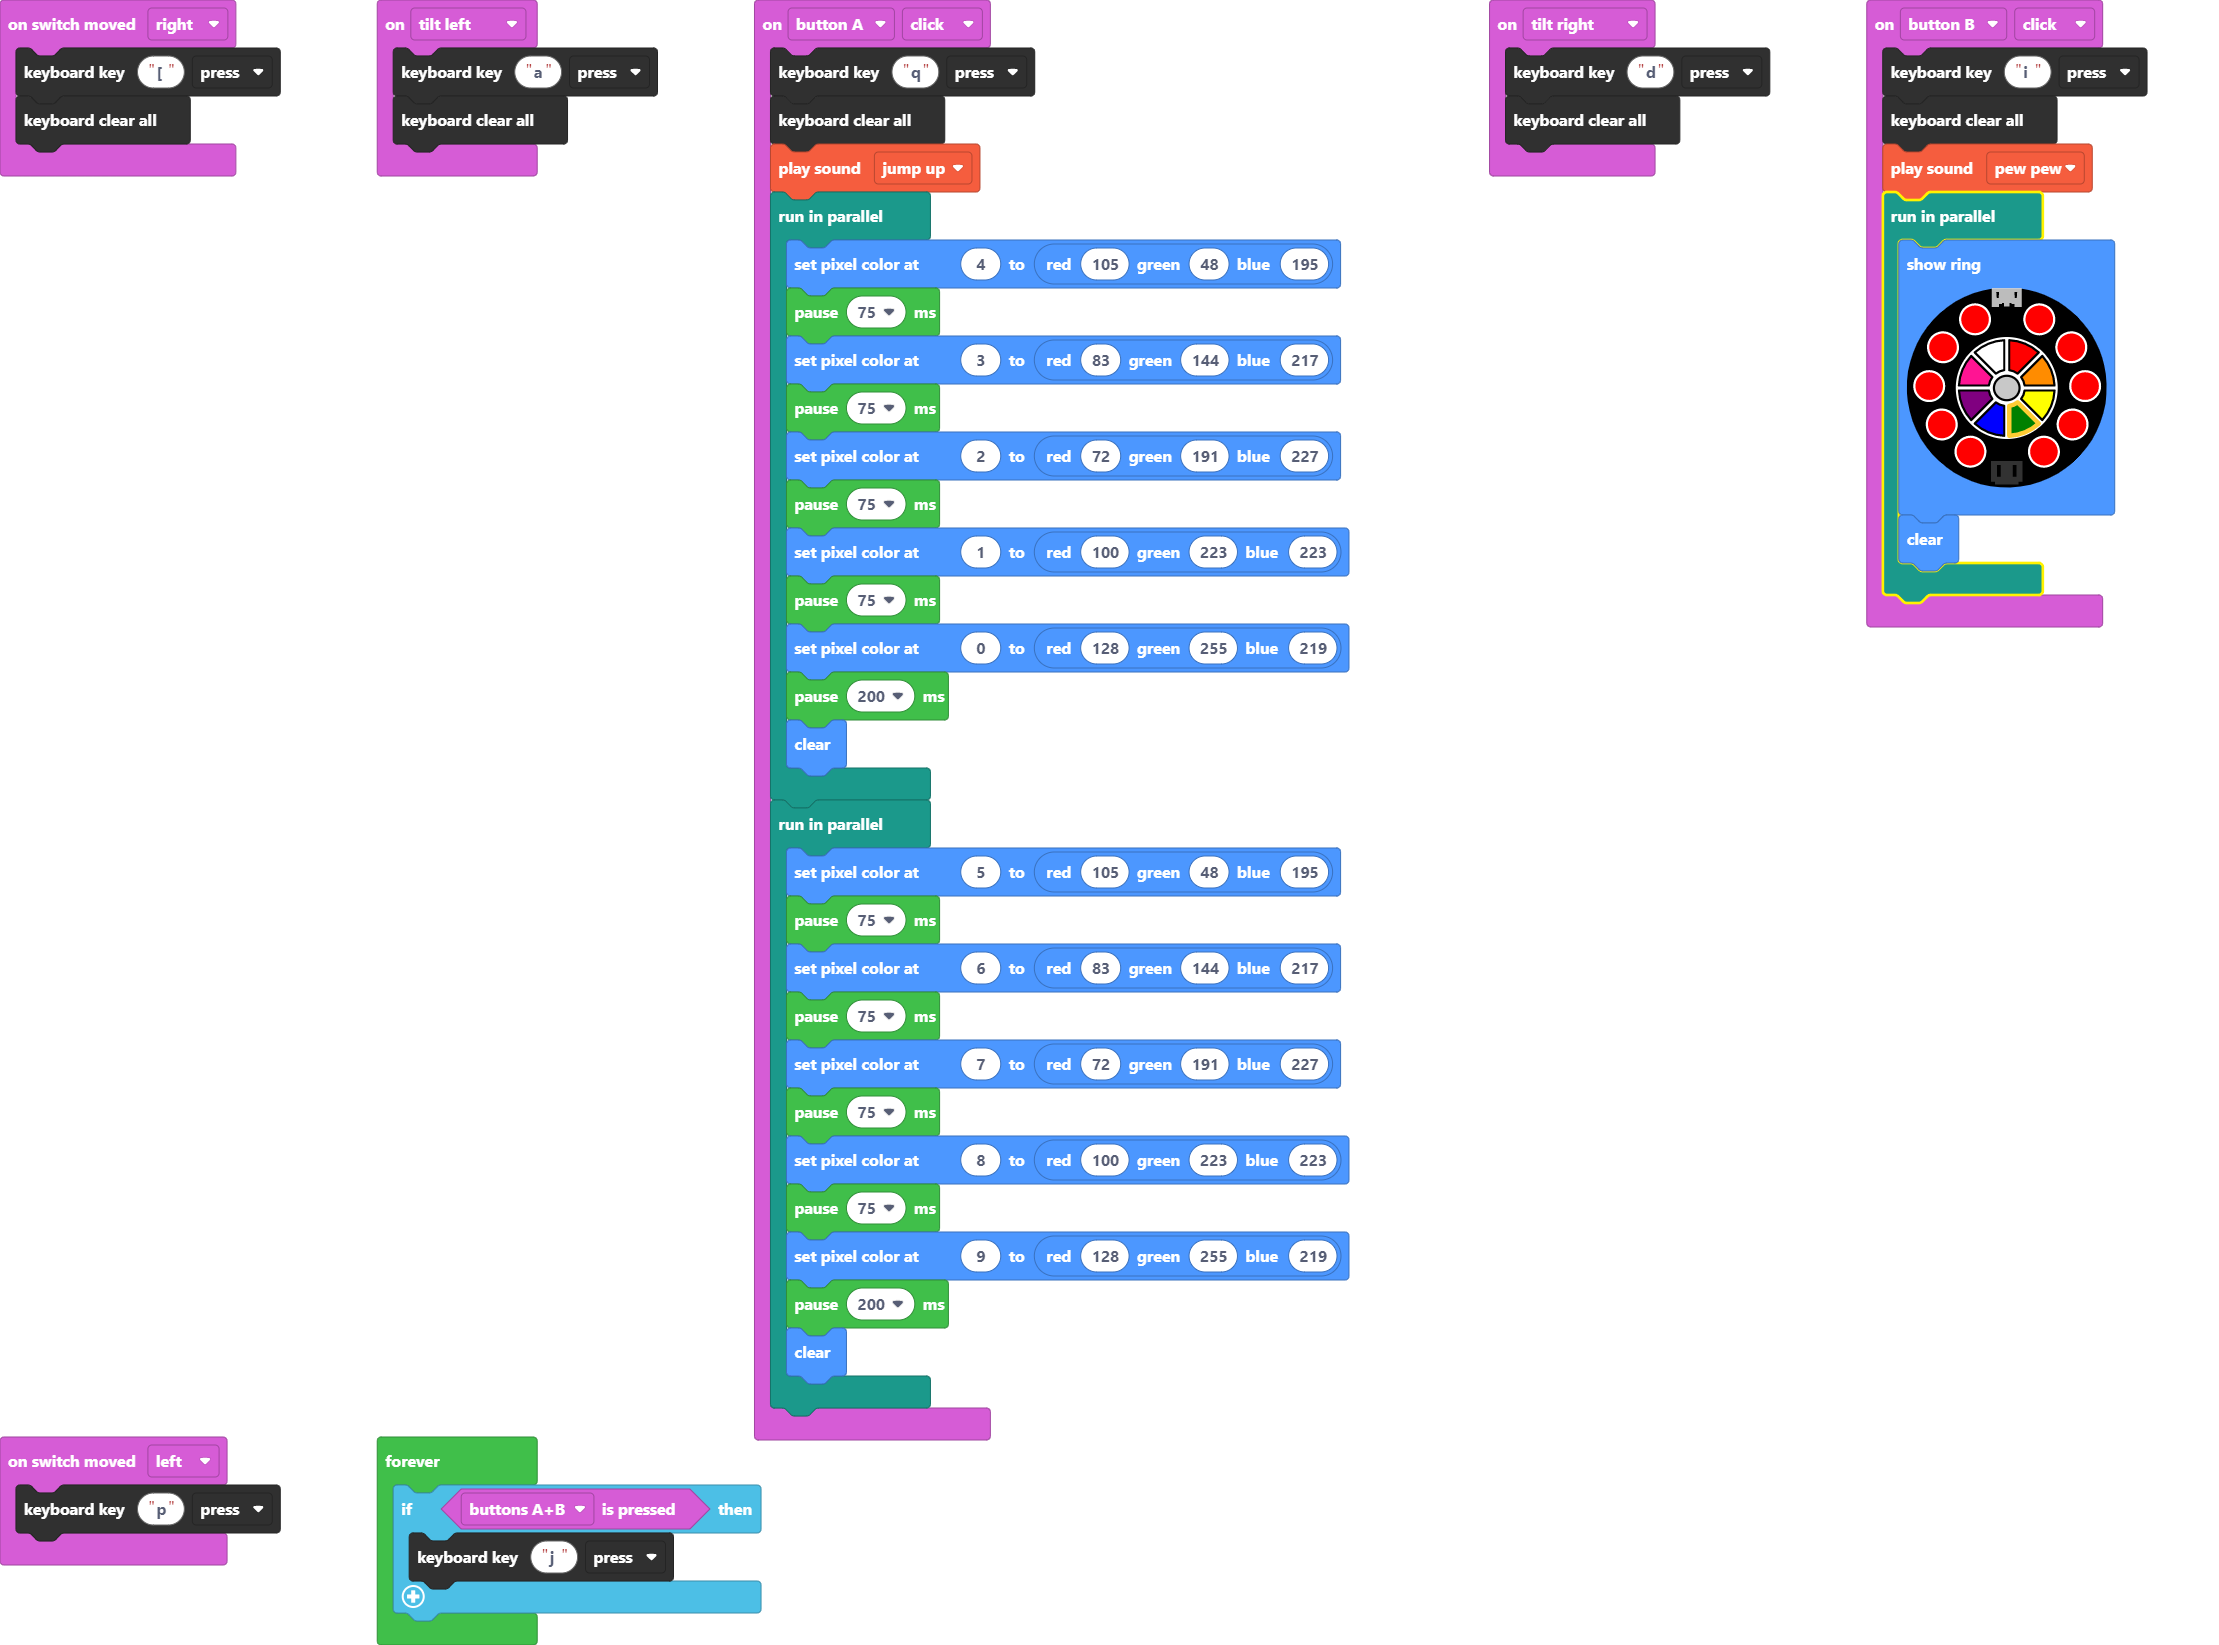 on switch moved right
keyboard key "[" press
keyboard clear all
on tilt left
keyboard key "a" press
keyboard clear all
on button A click
keyboard key "q" press
keyboard clear all
play sound jump up
run in parallel
set pixel color at 4 to red 105 green 48 blue 195
pause 75 ms
set pixel color at 3 to red 83 green 144 blue 217
pause 75 ms
set pixel color at 2 to red 72 green 191 blue 227
pause 75 ms
set pixel color at 1 to red 100 green 223 blue 223
pause 75 ms
set pixel color at 0 to red 128 green 255 blue 219
pause 200 ms
clear
run in parallel
set pixel color at 5 to red 105 green 48 blue 195
pause 75 ms
set pixel color at 6 to red 83 green 144 blue 217
pause 75 ms
set pixel color at 7 to red 72 green 191 blue 227
pause 75 ms
set pixel color at 8 to red 100 green 223 blue 223
pause 75 ms
set pixel color at 9 to red 128 green 255 blue 219
pause 200 ms
clear
on tilt right
keyboard key "d" press
keyboard clear all
on button B click
keyboard key "i" press
keyboard clear all
play sound pew pew
run in parallel
show ring
clear
on switch moved left
keyboard key "p" press
forever
if buttons A+B is pressed then
keyboard key "j" press